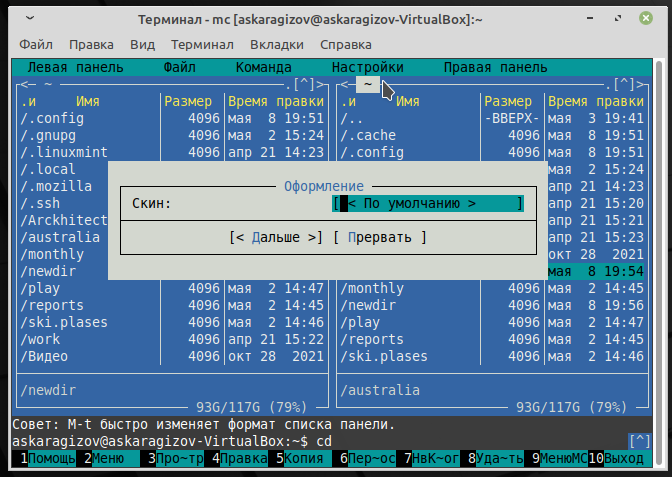 Терминал - mc [askaragizov@askaragizov-VirtualBox]:~
Файл Правка Вид Терминал Вкладки Справка
Левая панель Файл Команда Настройки Правая панель
<─ ~ .[^]> <─ ~ .[^]>
.и Имя Размер Время правки .и Имя Размер Время правки
/.config 4096 мая 8 19:51 /.. -ВВЕРХ- мая 3 19:41
/.gnupg 4096 мая 2 15:24 /.cache 4096 мая 8 19:51
/.linuxmint 4096 апр 21 14:23 /.config 4096 мая 8 19:51
/.local мая 2 15:24
/.mozilla Оформление апр 21 14:23
/.ssh Скин: [< По умолчанию > ] апр 21 15:20
/Arckhitect апр 21 15:21
/australia [< Дальше >] [ Прервать ] апр 21 15:23
/monthly окт 28 2021
/newdir мая 8 19:54
/play 4096 мая 2 14:47 /monthly 4096 мая 2 14:45
/reports 4096 мая 2 14:45 /newdir 4096 мая 8 19:56
/ski.plases 4096 мая 2 14:46 /play 4096 мая 2 14:47
/work 4096 апр 21 15:22 /reports 4096 мая 2 14:45
/Видео 4096 окт 28 2021 /ski.plases 4096 мая 2 14:46
/newdir /australia
93G/117G (79%) 93G/117G (79%)
Совет: M-t быстро изменяет формат списка панели.
askaragizov@askaragizov-VirtualBox:~$ cd [^]
1Помощь 2Меню 3Про~тр 4Правка 5Копия 6Пер~ос 7НвК~ог 8Уда~ть 9МенюMC 10Выход